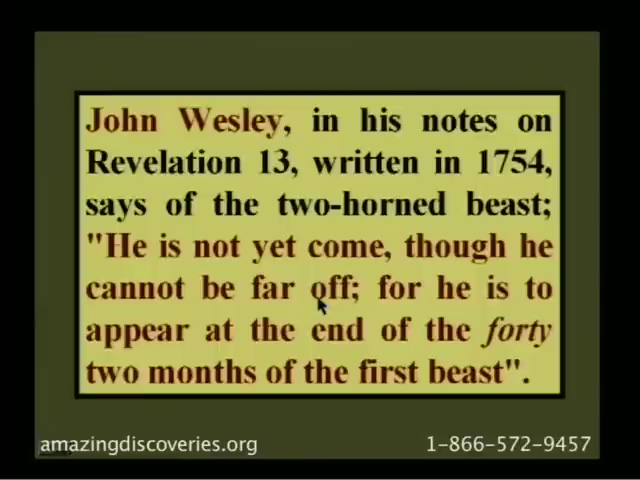 John Wesley, in his notes on
Revelation 13, written in 1754,
says of the two-horned beast;
"He is not yet come, though he
cannot be far off; for he is to
appear at the end of the forty
two months of the first beast".
amazingdiscoveries.org
1-866-572-9457